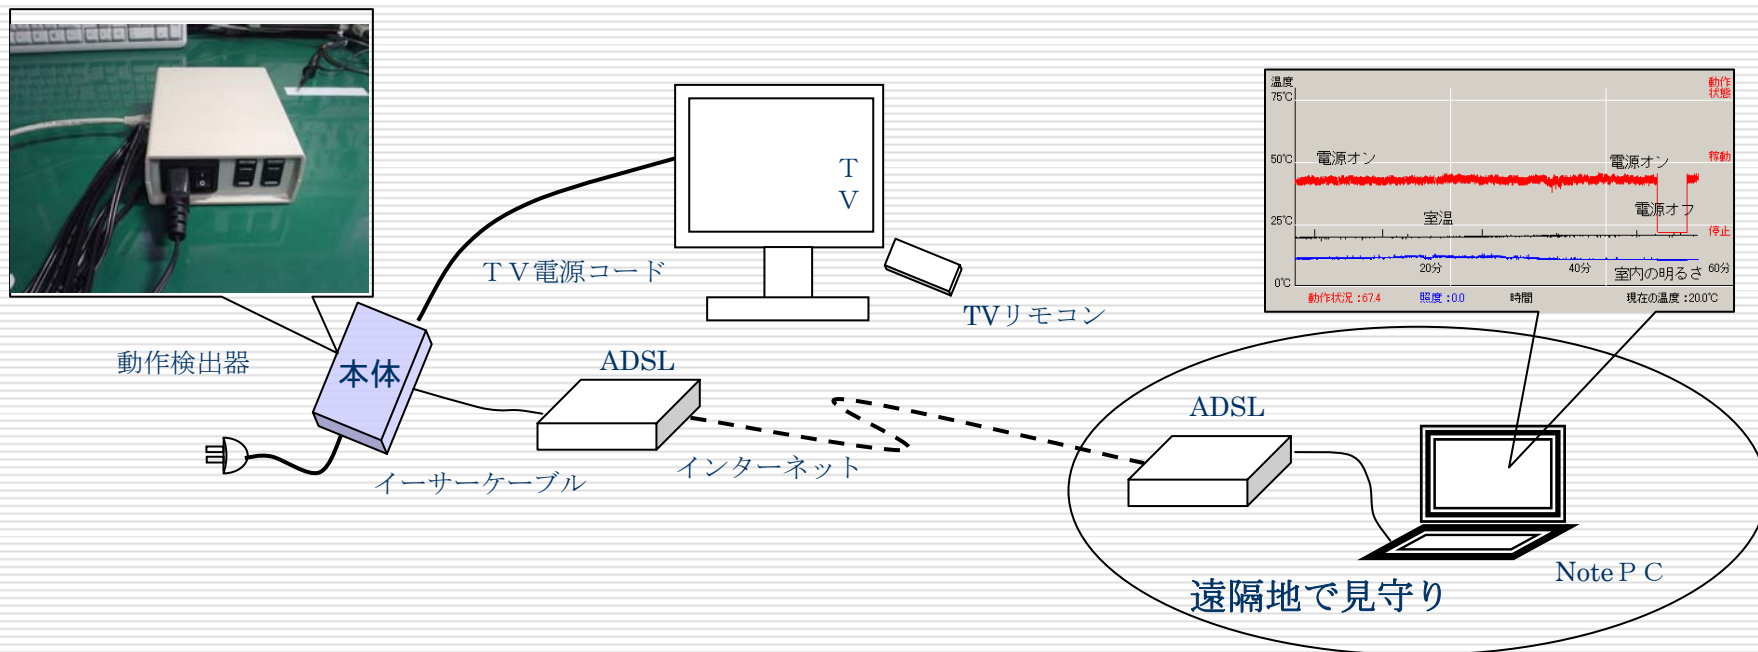 温度
75℃
50℃
25℃
0℃
動作
状態
稼動
停止
電源オン
電源オン
電源オフ
室温
20分
40分
60分
室内の明るさ
動作状況:67.4
照度:0.0
時間
現在の温度:20.0℃
T
V
ＴＶ電源コード
TVリモコン
動作検出器
本体
ADSL
イーサーケーブル
インターネット
ADSL
NoteＰＣ
遠隔地で見守り